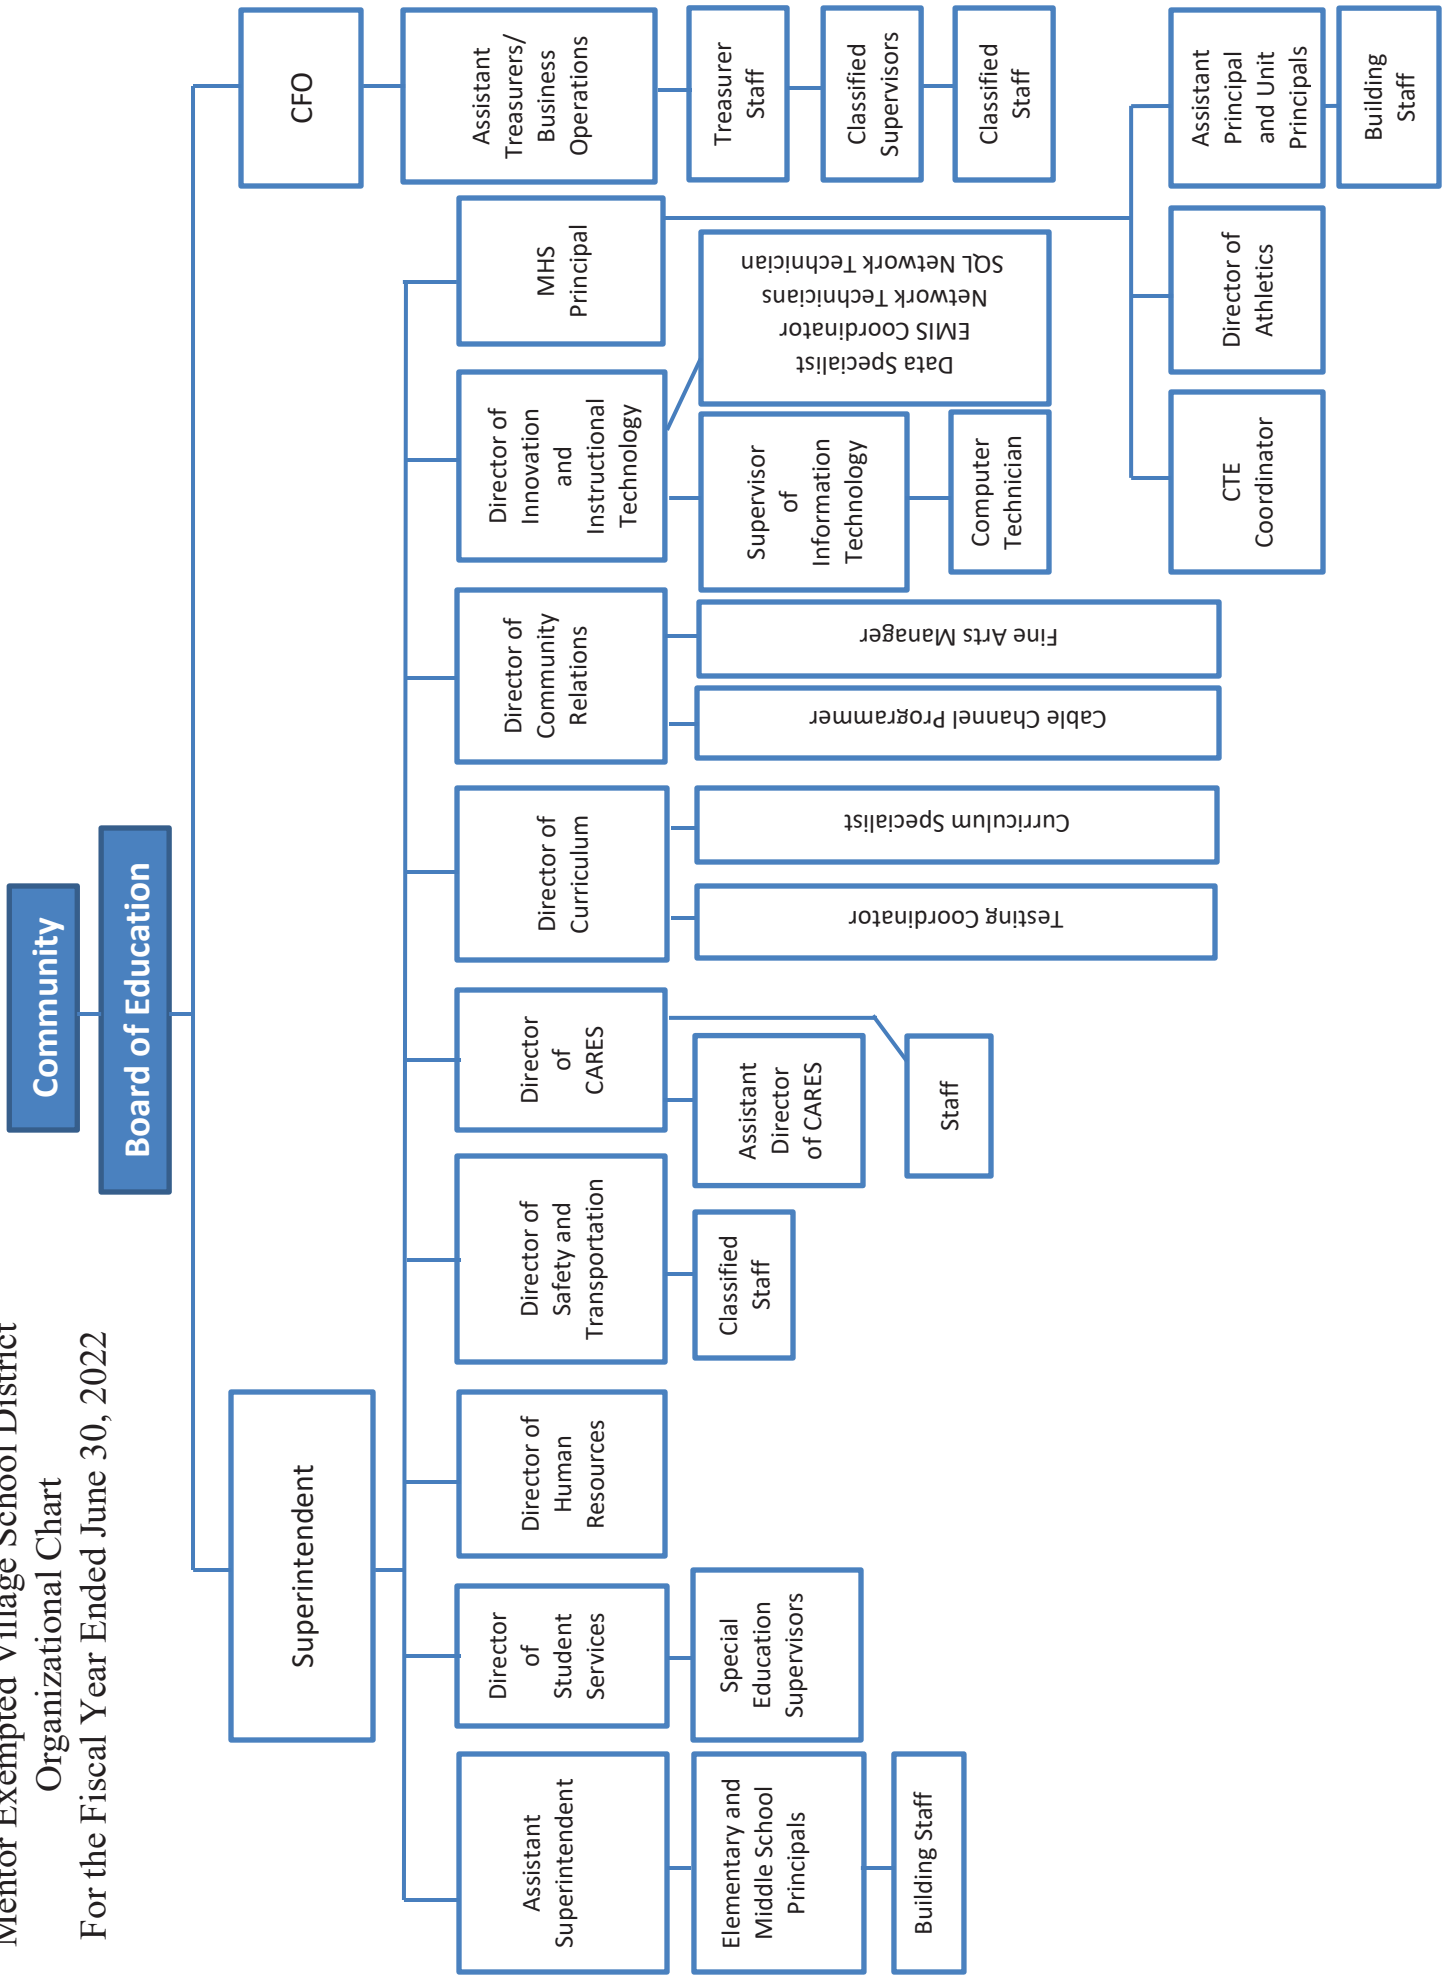 Mentor Exempted Village School District
Organizational Chart
For the Fiscal Year Ended June 30, 2022
Community
Board of Education
Superintendent
CFO
Assistant
Superintendent
Elementary and
Middle School
Principals
Building Staff
Director
of
Student
Services
Special
Education
Supervisors
Director of
Human
Resources
Director of
Safety and
Transportation
Classified
Staff
Director
of
CARES
Assistant
Director
of CARES
Staff
Director of
Curriculum
Testing Coordinator
Curriculum Specialist
Director of
Community
Relations
Cable Channel Programmer
Fine Arts Manager
Director of
Innovation
and
Instructional
Technology
Supervisor
of
Information
Technology
Computer
Technician
SQL Network Technician
Network Technicians
EMIS Coordinator
Data Specialist
MHS
Principal
CTE
Coordinator
Director of
Athletics
Assistant
Principal
and Unit
Principals
Building
Staff
Assistant
Treasurers/
Business
Operations
Treasurer
Staff
Classified
Supervisors
Classified
Staff